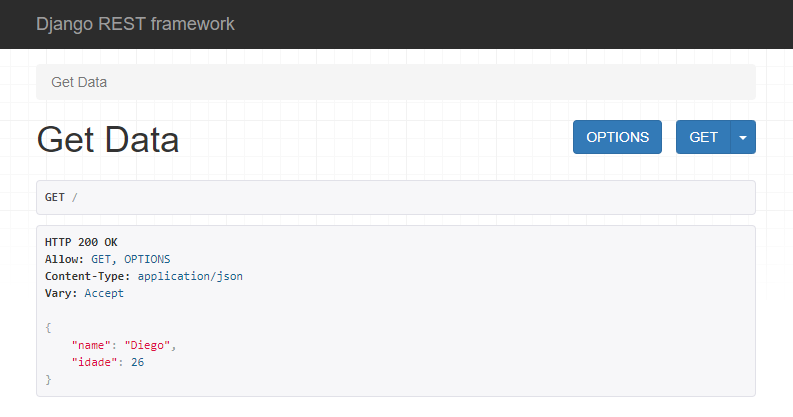 Django REST framework
Get Data
Get Data
OPTIONS
GET
GET /
HTTP 200 OK
Allow: GET, OPTIONS
Content-Type: application/json
Vary: Accept
{
    "name": "Diego",
    "idade": 26
}